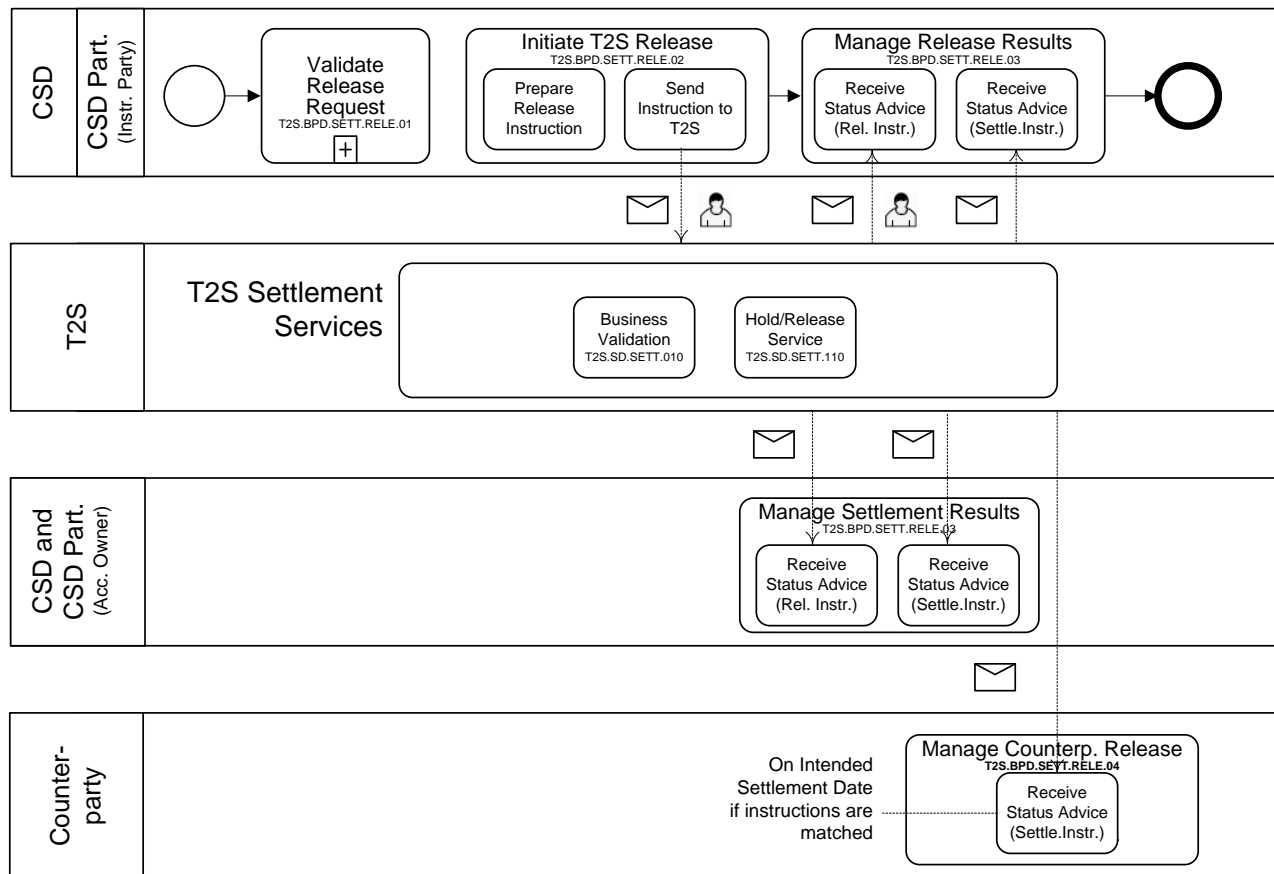 CSD
CSD Part.
(Instr. Party)
Validate
Release
Request
T2S.BPD.SETT.RELE.01
Initiate T2S Release
T2S.BPD.SETT.RELE.02
Prepare
Release
Instruction
Send
Instruction to
T2S
Manage Release Results
T2S.BPD.SETT.RELE.03
Receive
Status Advice
(Rel. Instr.)
Receive
Status Advice
(Settle.Instr.)
T2S
T2S Settlement
Services
Business
Validation
T2S.SD.SETT.010
Hold/Release
Service
T2S.SD.SETT.110
CSD and
CSD Part.
(Acc. Owner)
Manage Settlement Results
T2S.BPD.SETT.RELE.03
Receive
Status Advice
(Rel. Instr.)
Receive
Status Advice
(Settle.Instr.)
Counter-
party
On Intended
Settlement Date
if instructions are
matched
Manage Counterp. Release
T2S.BPD.SETT.RELE.04
Receive
Status Advice
(Settle.Instr.)